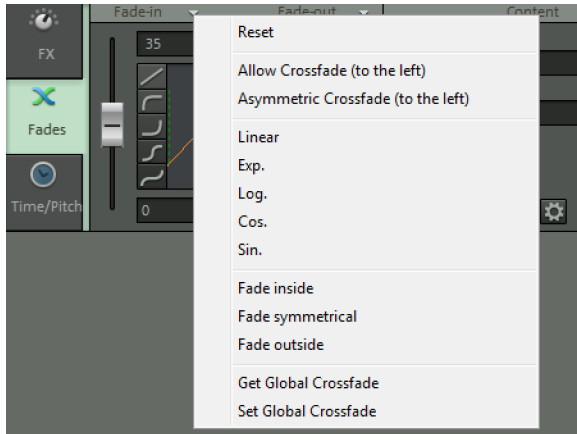 Fade-in
Fade-out
Content
FX
35
Fades
Time/Pitch
0
Reset
Allow Crossfade (to the left)
Asymmetric Crossfade (to the left)
Linear
Exp.
Log.
Cos.
Sin.
Fade inside
Fade symmetrical
Fade outside
Get Global Crossfade
Set Global Crossfade